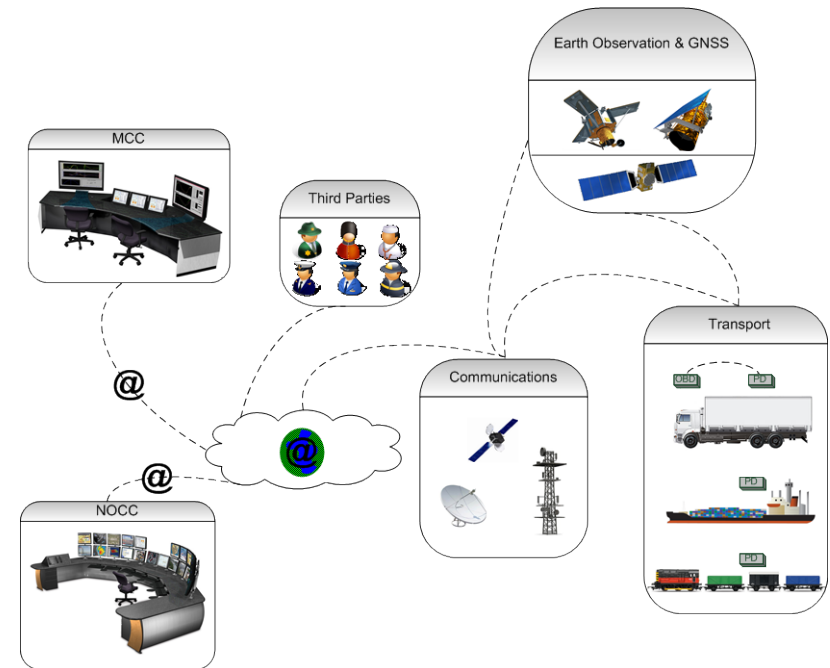 Earth Observation & GNSS
MCC
Third Parties
Transport
OBD
PD
Communications
@
@
@
PD
NOCC
PD